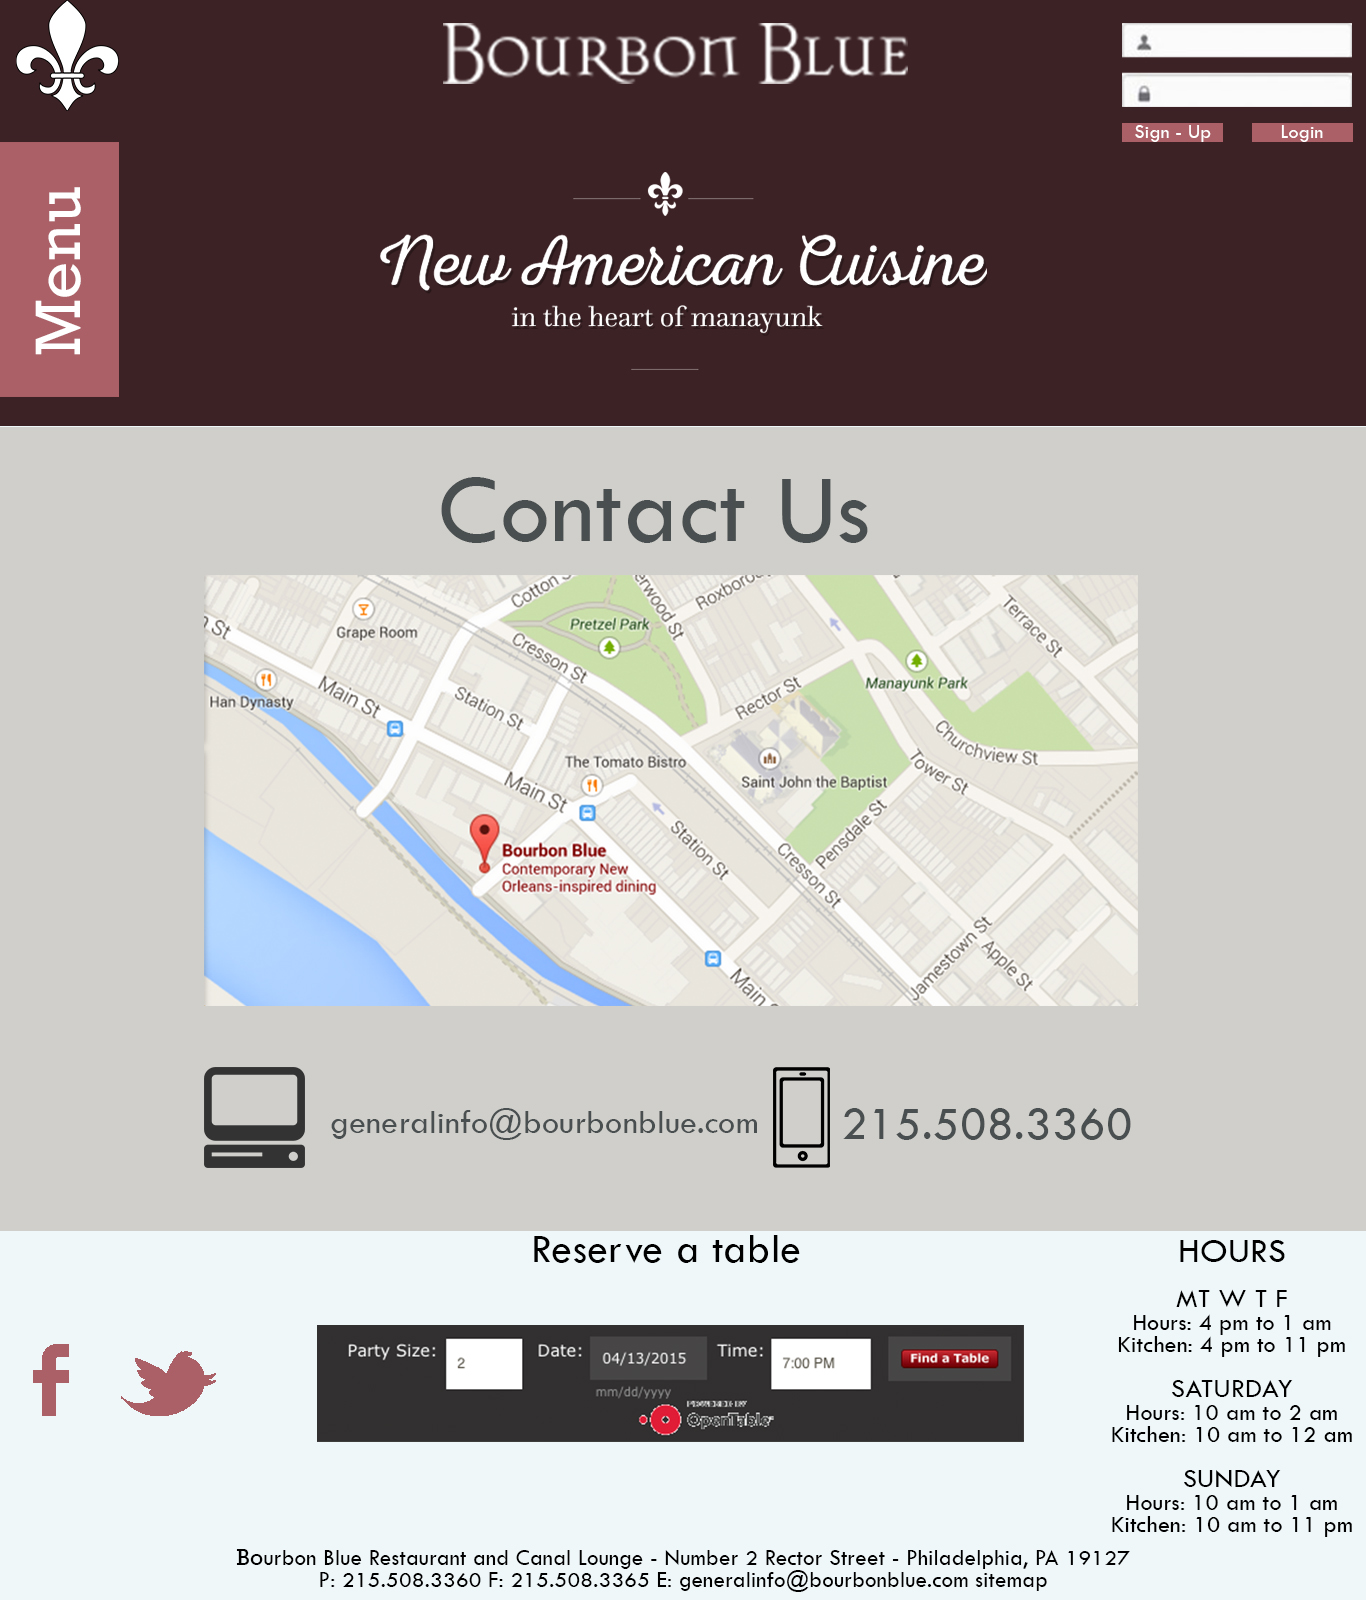 Bourbon Blue
Sign - Up
Login
Menu
New American Cuisine
in the heart of manayunk
Contact Us
Cotton S
erwood St
Roxboro
Terrace St
Grape Room
Pretzel Park
n St
Cresson St
Manayunk Park
Han Dynasty
Main St
Station St
Rector St
Churchview St
The Tomato Bistro
Saint John the Baptist
Tower St
Main St
Station St
Pensdale St
Bourbon Blue
Contemporary New
Orleans-inspired dining
Cresson St
Jamestown St
Apple St
Main S
generalinfo@bourbonblue.com
215.508.3360
Reserve a table
HOURS
MT W T F
Hours: 4 pm to 1 am
Kitchen: 4 pm to 11 pm
Party Size:
2
Date:
04/13/2015
mm/dd/yyyy
Time:
7:00 PM
Find a Table
POWERED BY
OpenTable
SATURDAY
Hours: 10 am to 2 am
Kitchen: 10 am to 12 am
SUNDAY
Hours: 10 am to 1 am
Kitchen: 10 am to 11 pm
Bourbon Blue Restaurant and Canal Lounge - Number 2 Rector Street - Philadelphia, PA 19127
P: 215.508.3360 F: 215.508.3365 E: generalinfo@bourbonblue.com sitemap